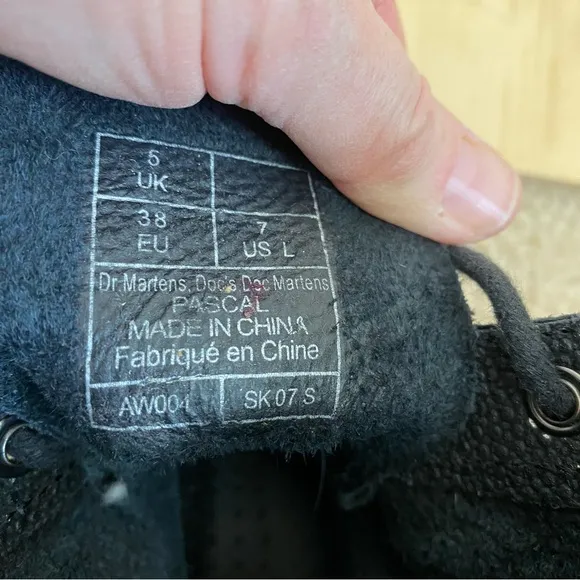 5
UK
38
EU
7
US L
Dr.Martens, Doc's Doc Martens
PASCAL
MADE IN CHINA
Fabriqué en Chine
AW004
SK 07 S